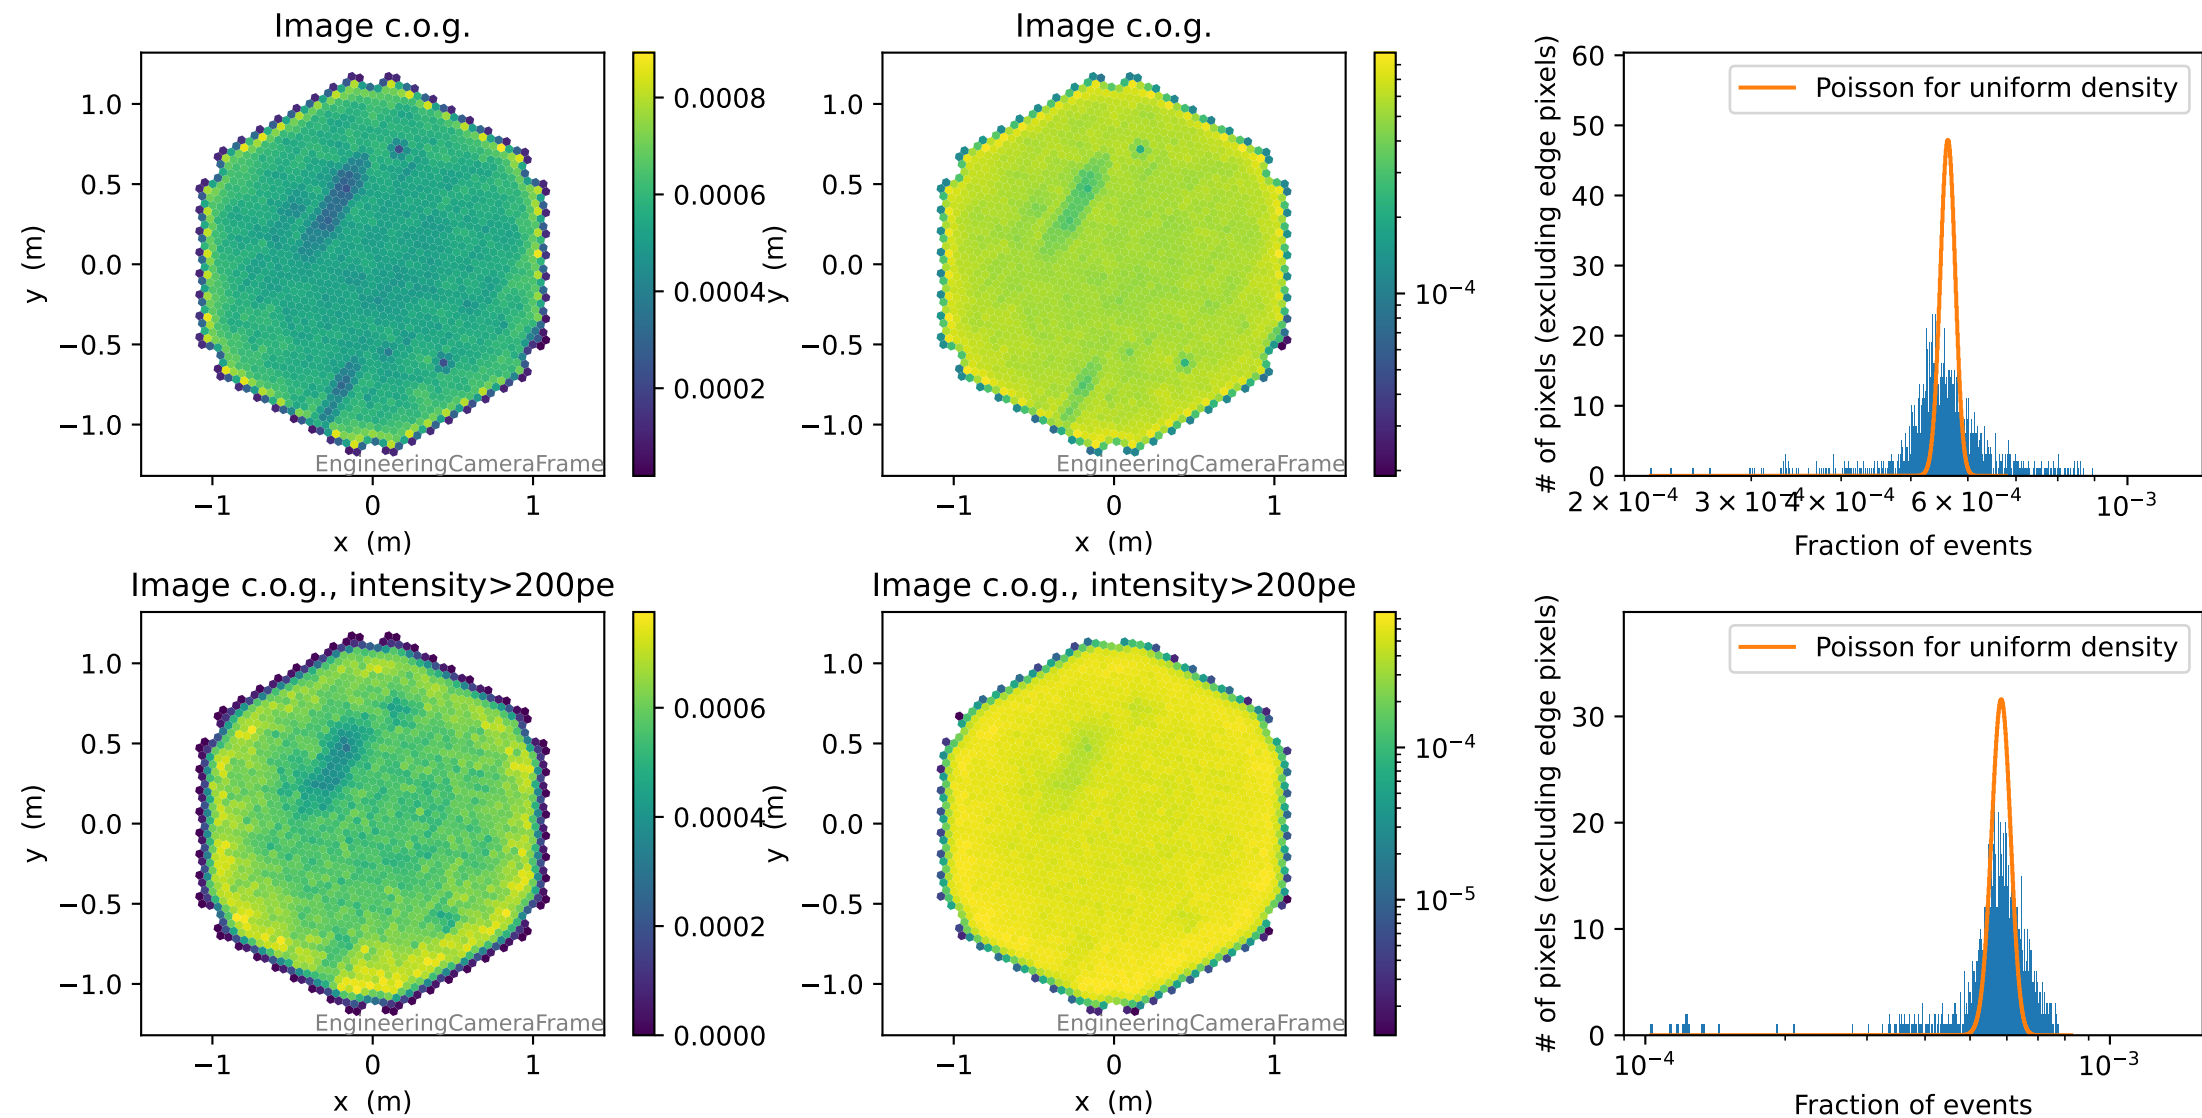 Image c.o.g.
1.0
0.5
0.0
−0.5
−1.0
y (m)
−1
0
1
x (m)
EngineeringCameraFrame
0.0008
0.0006
0.0004
0.0002
Image c.o.g.
1.0
0.5
0.0
−0.5
−1.0
y (m)
−1
0
1
x (m)
EngineeringCameraFrame
10⁻⁴
60
50
40
30
20
10
0
# of pixels (excluding edge pixels)
Poisson for uniform density
2 × 10⁻⁴
3 × 10⁻⁴
4 × 10⁻⁴
6 × 10⁻⁴
10⁻³
Fraction of events
Image c.o.g., intensity>200pe
1.0
0.5
0.0
−0.5
−1.0
y (m)
−1
0
1
x (m)
EngineeringCameraFrame
0.0006
0.0004
0.0002
0.0000
Image c.o.g., intensity>200pe
1.0
0.5
0.0
−0.5
−1.0
y (m)
−1
0
1
x (m)
EngineeringCameraFrame
10⁻⁴
10⁻⁵
30
20
10
0
# of pixels (excluding edge pixels)
Poisson for uniform density
10⁻⁴
10⁻³
Fraction of events